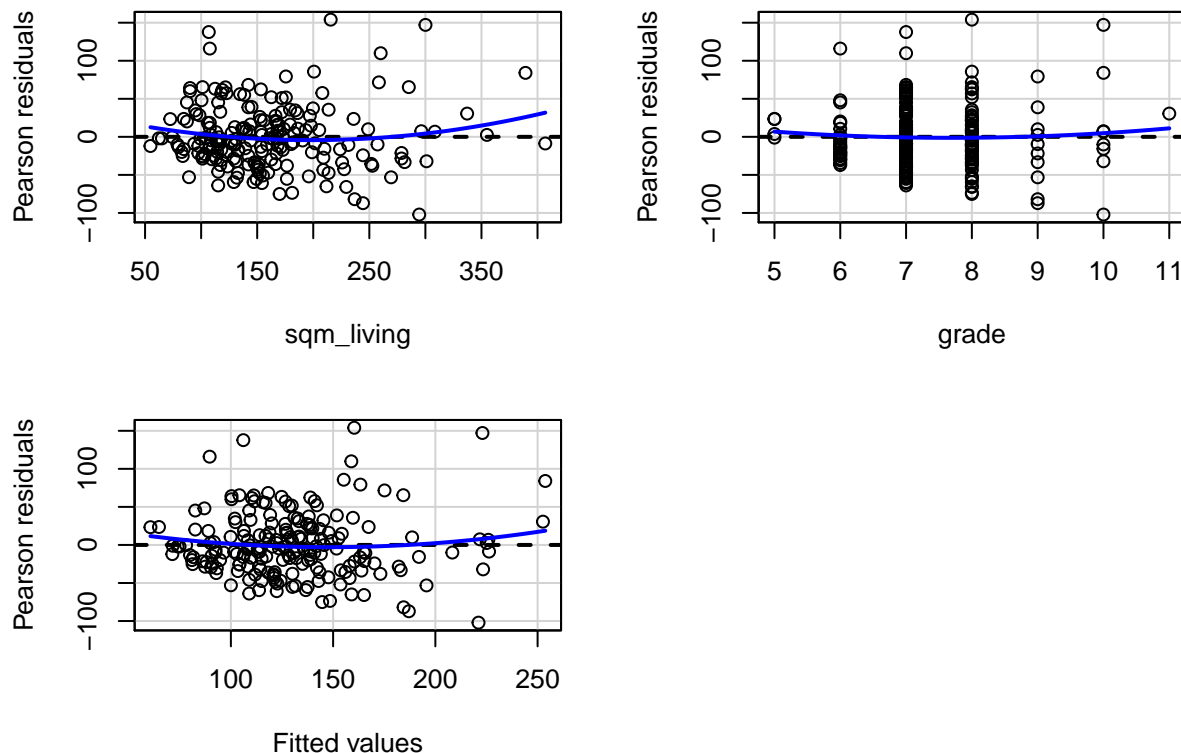 Pearson residuals
−100 0 100
50 150 250 350
sqm_living
Pearson residuals
−100 0 100
5 6 7 8 9 10 11
grade
Pearson residuals
−100 0 100
100 150 200 250
Fitted values